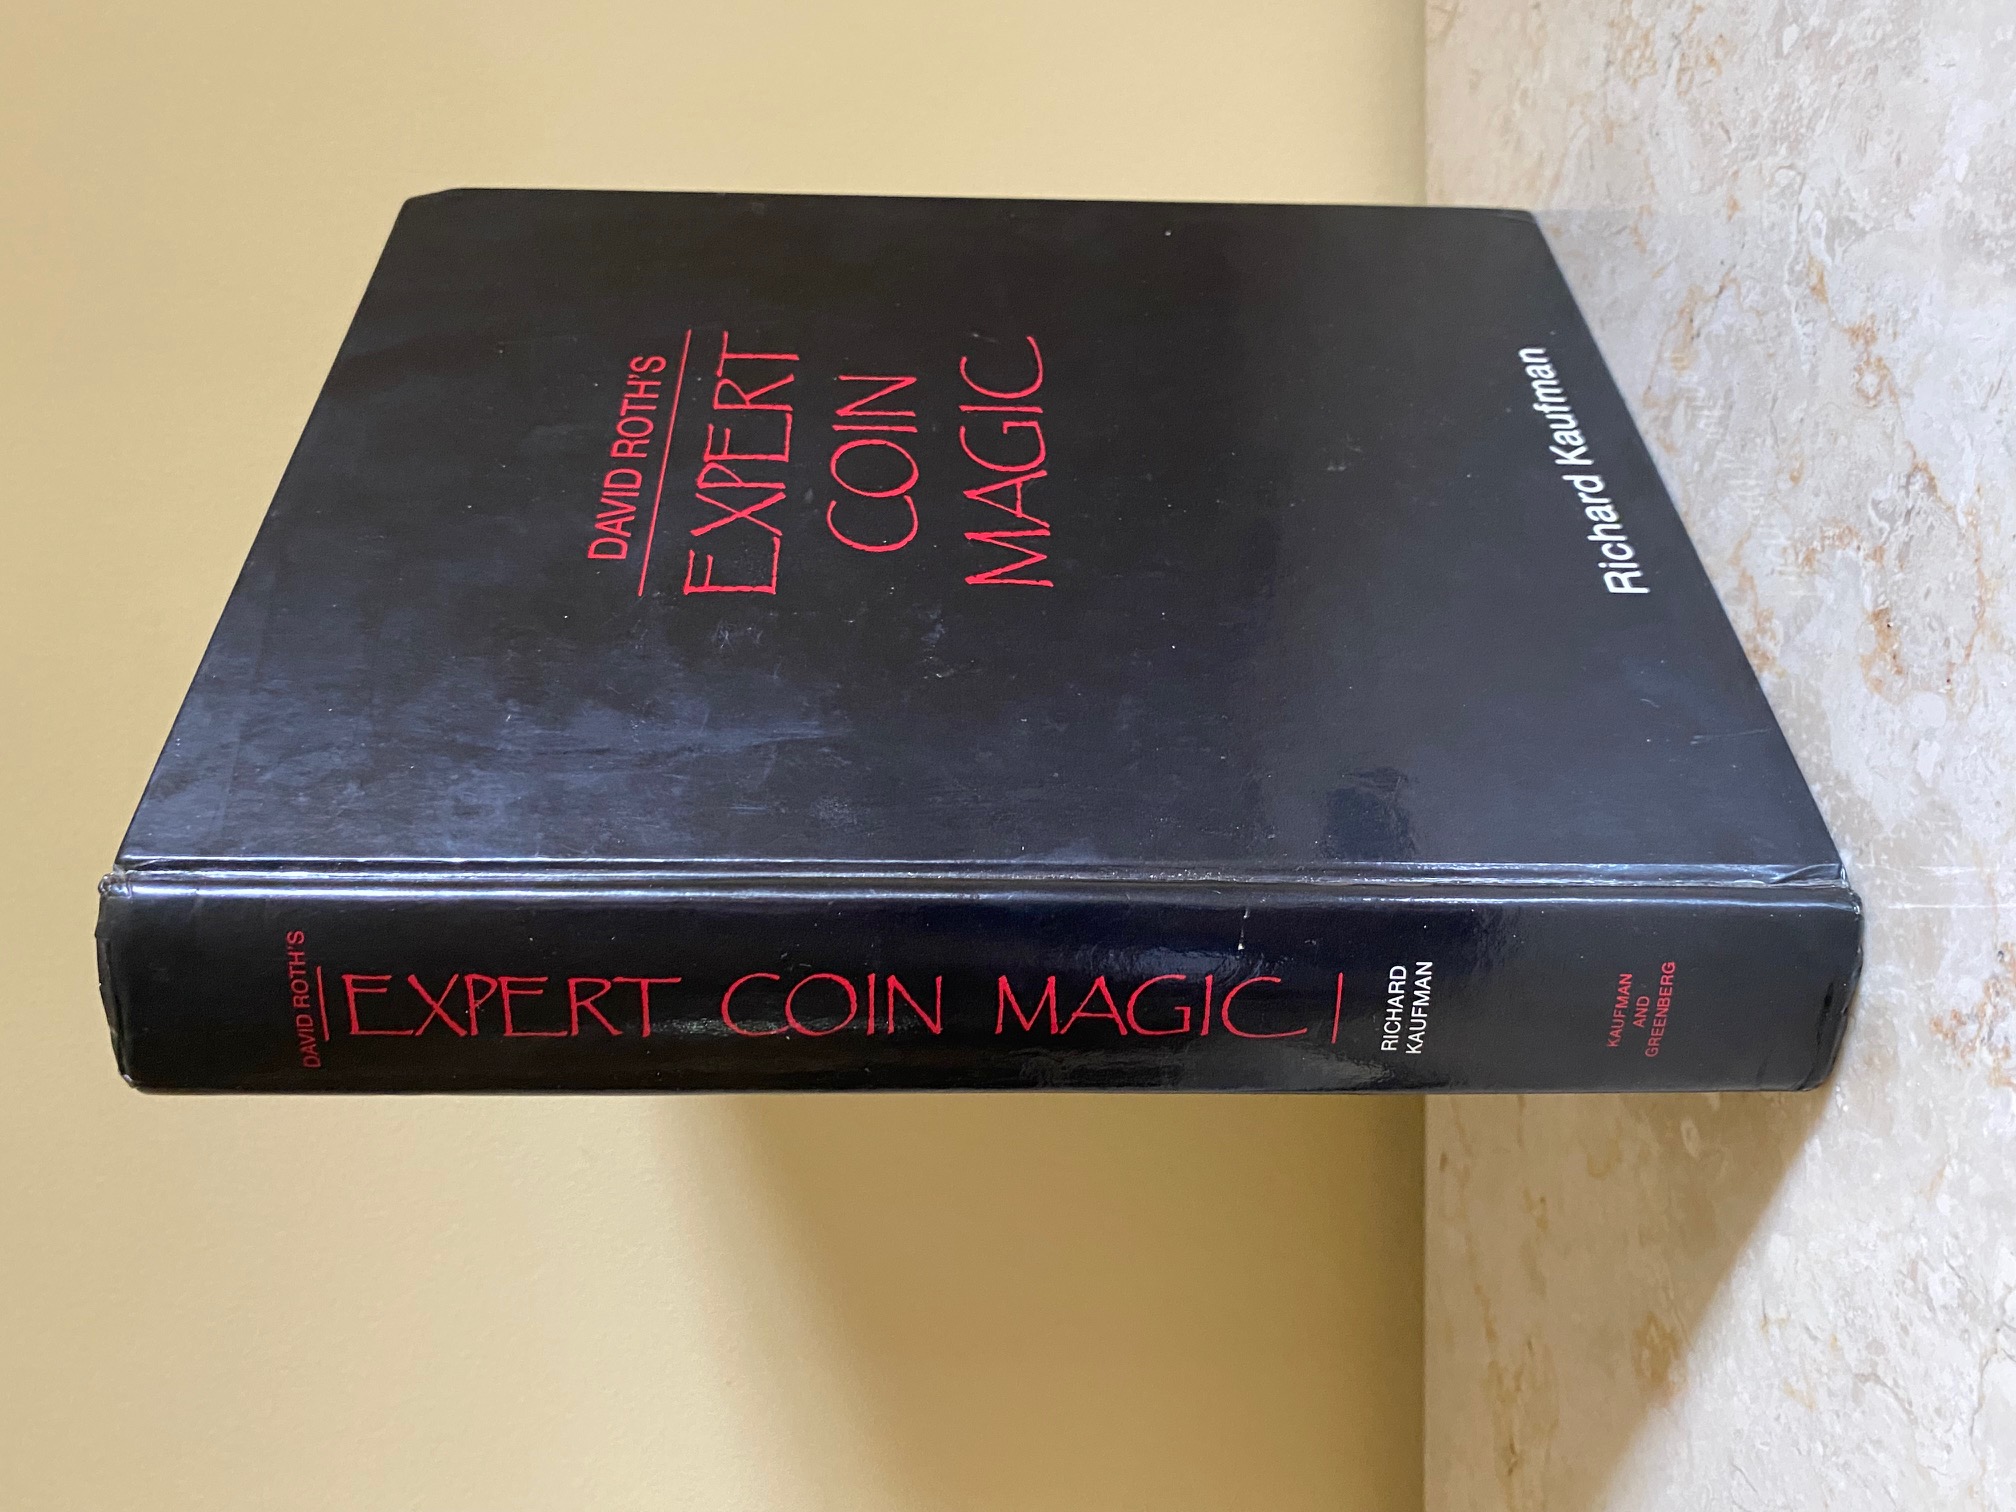 DAVID ROTH'S
EXPERT
COIN
MAGIC
Richard Kaufman
DAVID ROTH'S
EXPERT COIN MAGIC
RICHARD
KAUFMAN
KAUFMAN
AND
GREENBERG